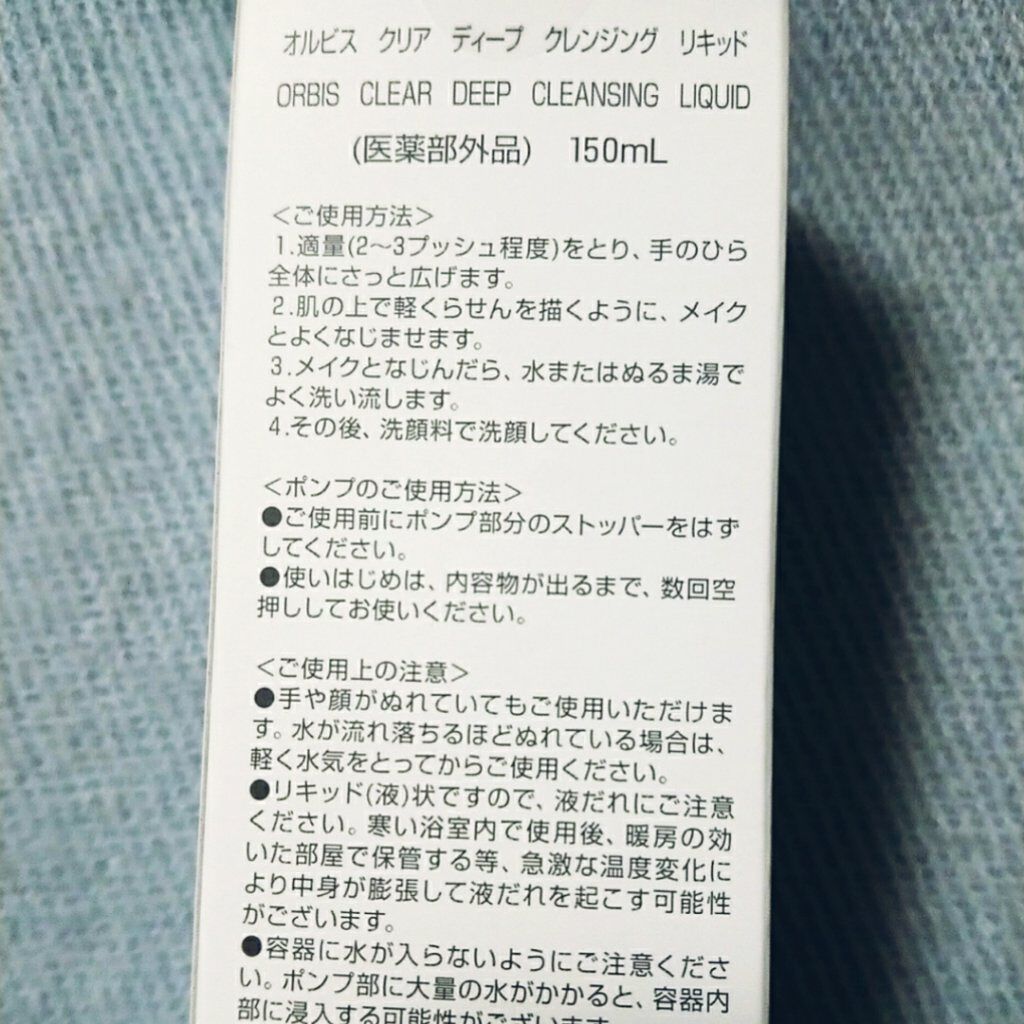 オルビス クリア ディープ クレンジング リキッド
ORBIS CLEAR DEEP CLEANSING LIQUID
(医薬部外品) 150mL
＜ご使用方法＞
1.適量(2〜3プッシュ程度)をとり、手のひら
全体にさっと広げます。
2.肌の上で軽くらせんを描くように、メイク
とよくなじませます。
3.メイクとなじんだら、水またはぬるま湯で
よく洗い流します。
4.その後、洗顔料で洗顔してください。
＜ポンプのご使用方法＞
●ご使用前にポンプ部分のストッパーをはず
してください。
●使いはじめは、内容物が出るまで、数回空
押ししてお使いください。
＜ご使用上の注意＞
●手や顔がぬれていてもご使用いただけま
す。水が流れ落ちるほどぬれている場合は、
軽く水気をとってからご使用ください。
●リキッド(液)状ですので、液だれにご注意
ください。寒い浴室内で使用後、暖房の効
いた部屋で保管する等、急激な温度変化に
より中身が膨張して液だれを起こす可能性
がございます。
●容器に水が入らないようにご注意くださ
い。ポンプ部に大量の水がかかると、容器内
部に浸入する可能性がございます。